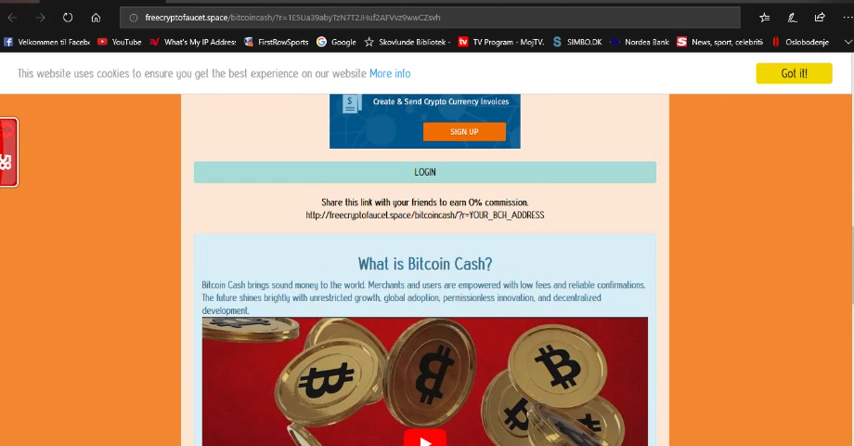 freecryptofaucet.space/bitcoincash/?r=1E5Ua39abyTzN7T2JHuf2AFVvz9wwCZsvh
Velkommen til Facebo
YouTube
What's My IP Address
FirstRowSports
Google
Skovlunde Bibliotek -
TV Program - MojTV.
SIMBO.DK
Nordea Bank
News, sport, celebriti
Oslobođenje
This website uses cookies to ensure you get the best experience on our website More info
Got it!
Create & Send Crypto Currency Invoices
SIGN UP
LOGIN
Share this link with your friends to earn 0% commission.
http://freecryptofaucet.space/bitcoincash/?r=YOUR_BCH_ADDRESS
What is Bitcoin Cash?
Bitcoin Cash brings sound money to the world. Merchants and users are empowered with low fees and reliable confirmations.
The future shines brightly with unrestricted growth, global adoption, permissionless innovation, and decentralized
development.